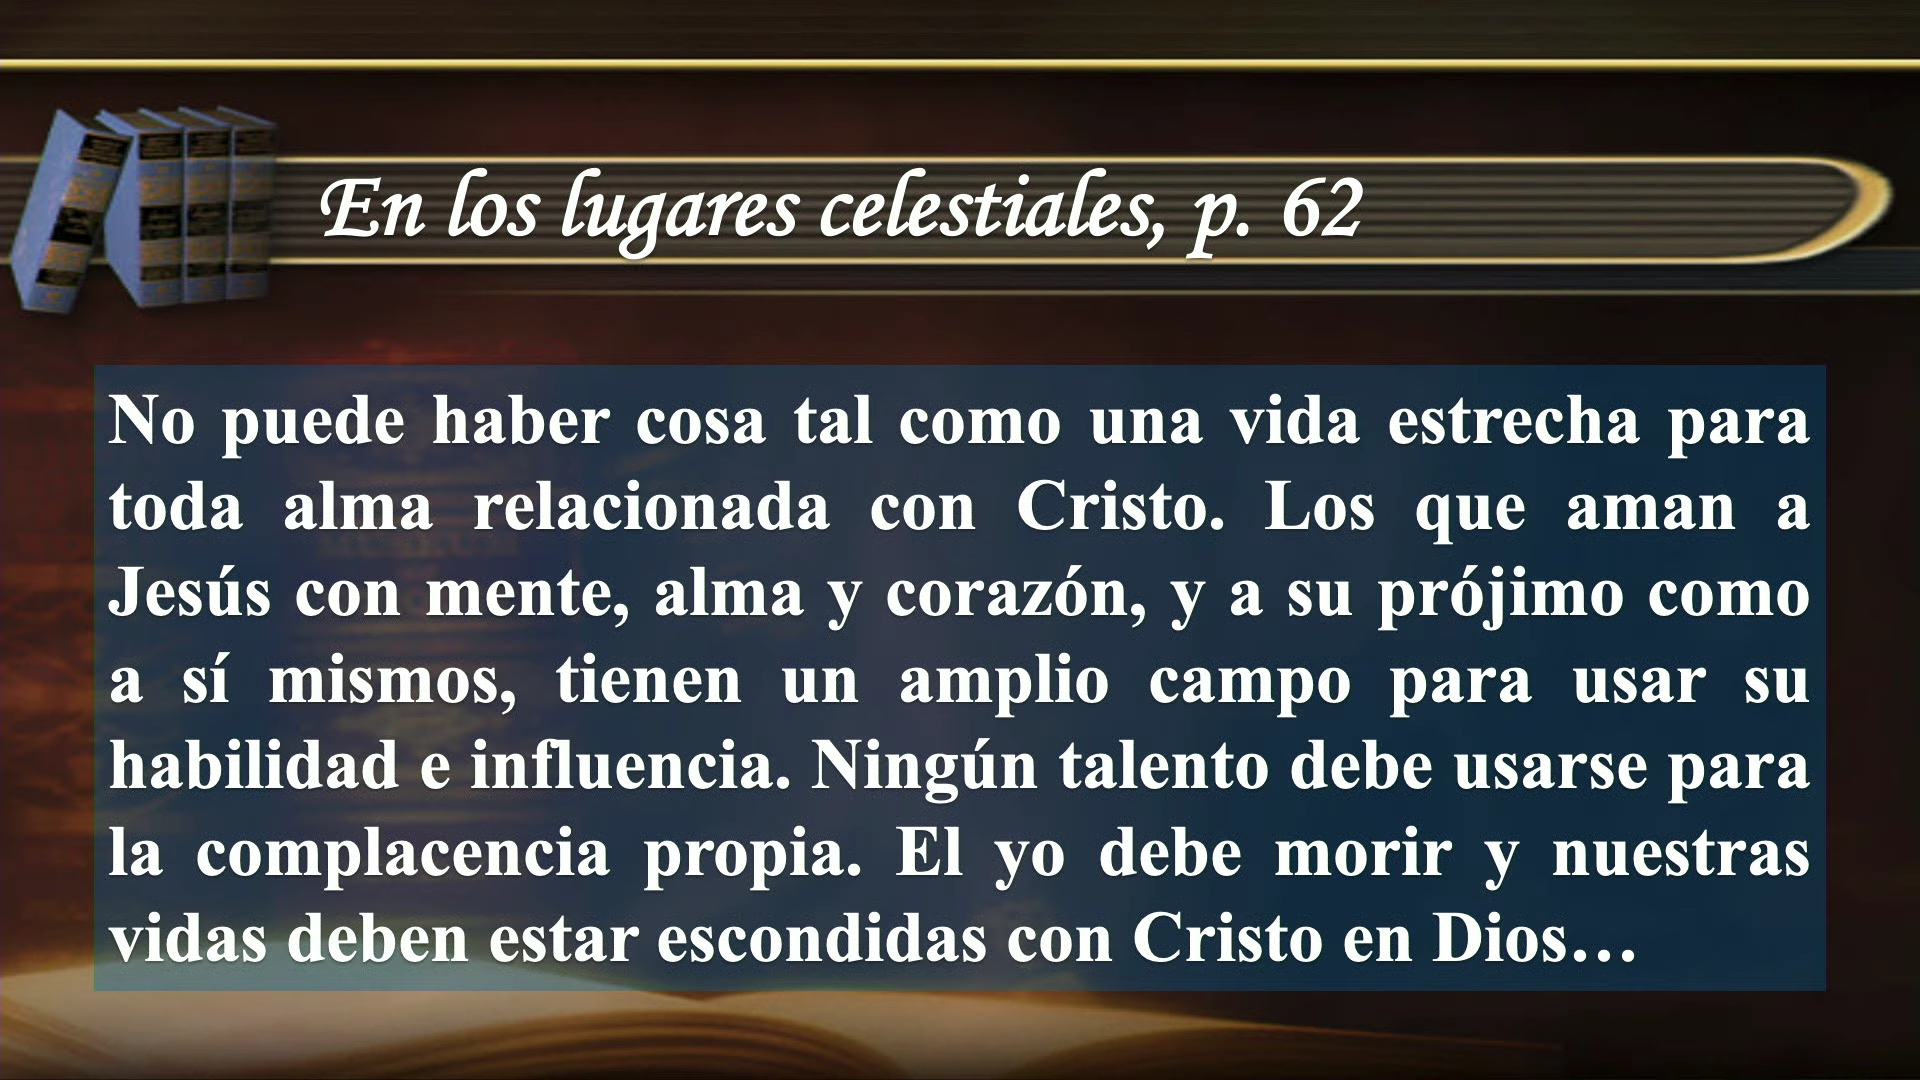 En los lugares celestiales, p. 62
No puede haber cosa tal como una vida estrecha para
toda alma relacionada con Cristo. Los que aman a
Jesús con mente, alma y corazón, y a su prójimo como
a sí mismos, tienen un amplio campo para usar su
habilidad e influencia. Ningún talento debe usarse para
la complacencia propia. El yo debe morir y nuestras
vidas deben estar escondidas con Cristo en Dios…